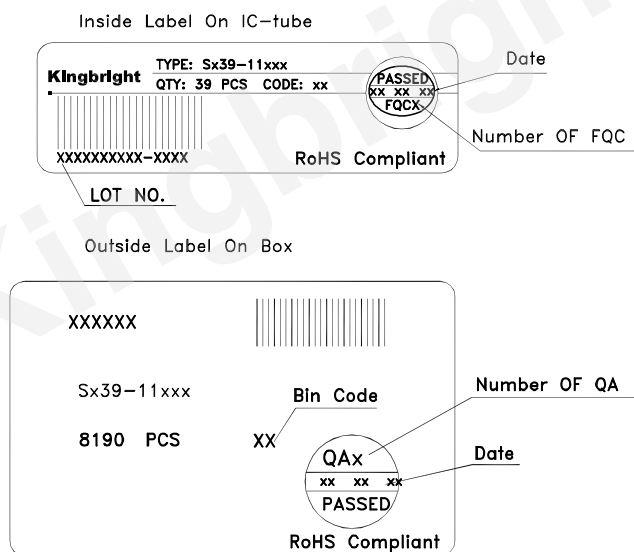 Inside Label On IC-tube
Kingbright
TYPE: Sx39-11xxx
QTY: 39 PCS CODE: xx
PASSED
xx xx xx
FQCX
Date
Number OF FQC
XXXXXXXXXX-XXXX
RoHS Compliant
LOT NO.
Outside Label On Box
XXXXXX
Sx39-11xxx
Bin Code
Number OF QA
8190 PCS
XX
QAx
Date
xx xx xx
PASSED
RoHS Compliant
Kingbright